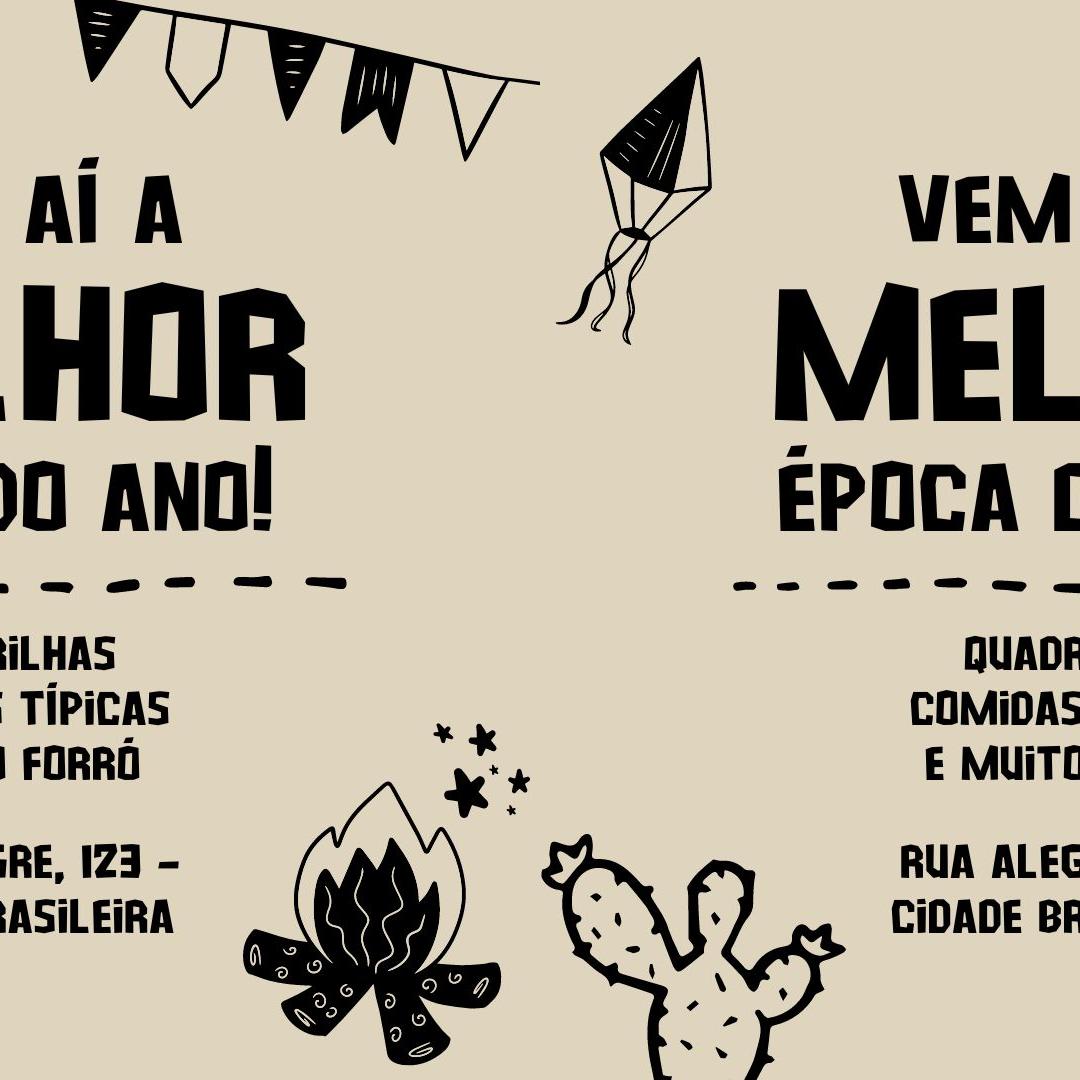 AÍ A
LHOR
DO ANO!
RILHAS
S TÍPICAS
O FORRÓ
GRE, 123 –
RASILEIRA
VEM
MEL
ÉPOCA D
QUADR
COMIDAS
E MUITO
RUA ALEG
CIDADE BR